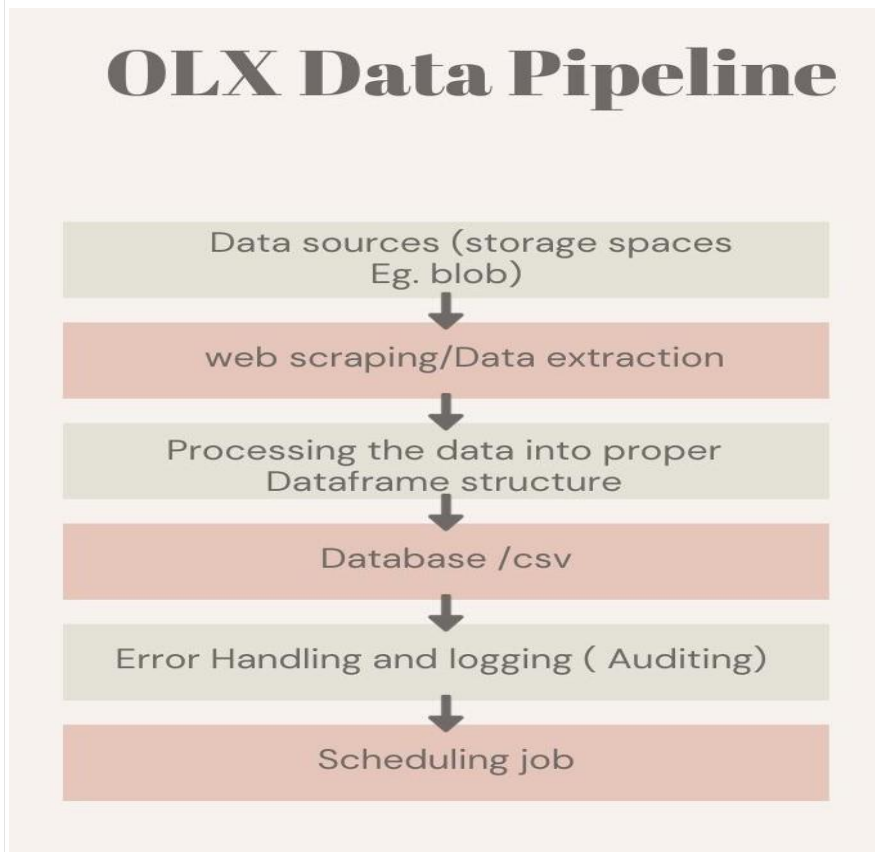 OLX Data Pipeline
Data sources (storage spaces
Eg. blob)
web scraping/Data extraction
Processing the data into proper
Dataframe structure
Database /csv
Error Handling and logging ( Auditing)
Scheduling job